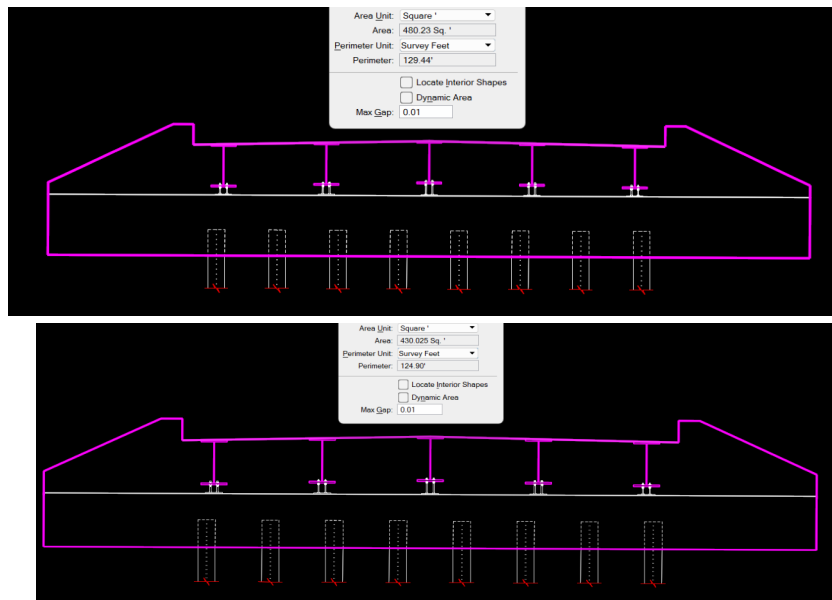 Area Unit: Square '
Area: 480.23 Sq. '
Perimeter Unit: Survey Feet
Perimeter: 129.44'
Locate Interior Shapes
Dynamic Area
Max Gap: 0.01
Area Unit: Square '
Area: 430.025 Sq. '
Perimeter Unit: Survey Feet
Perimeter: 124.90'
Locate Interior Shapes
Dynamic Area
Max Gap: 0.01